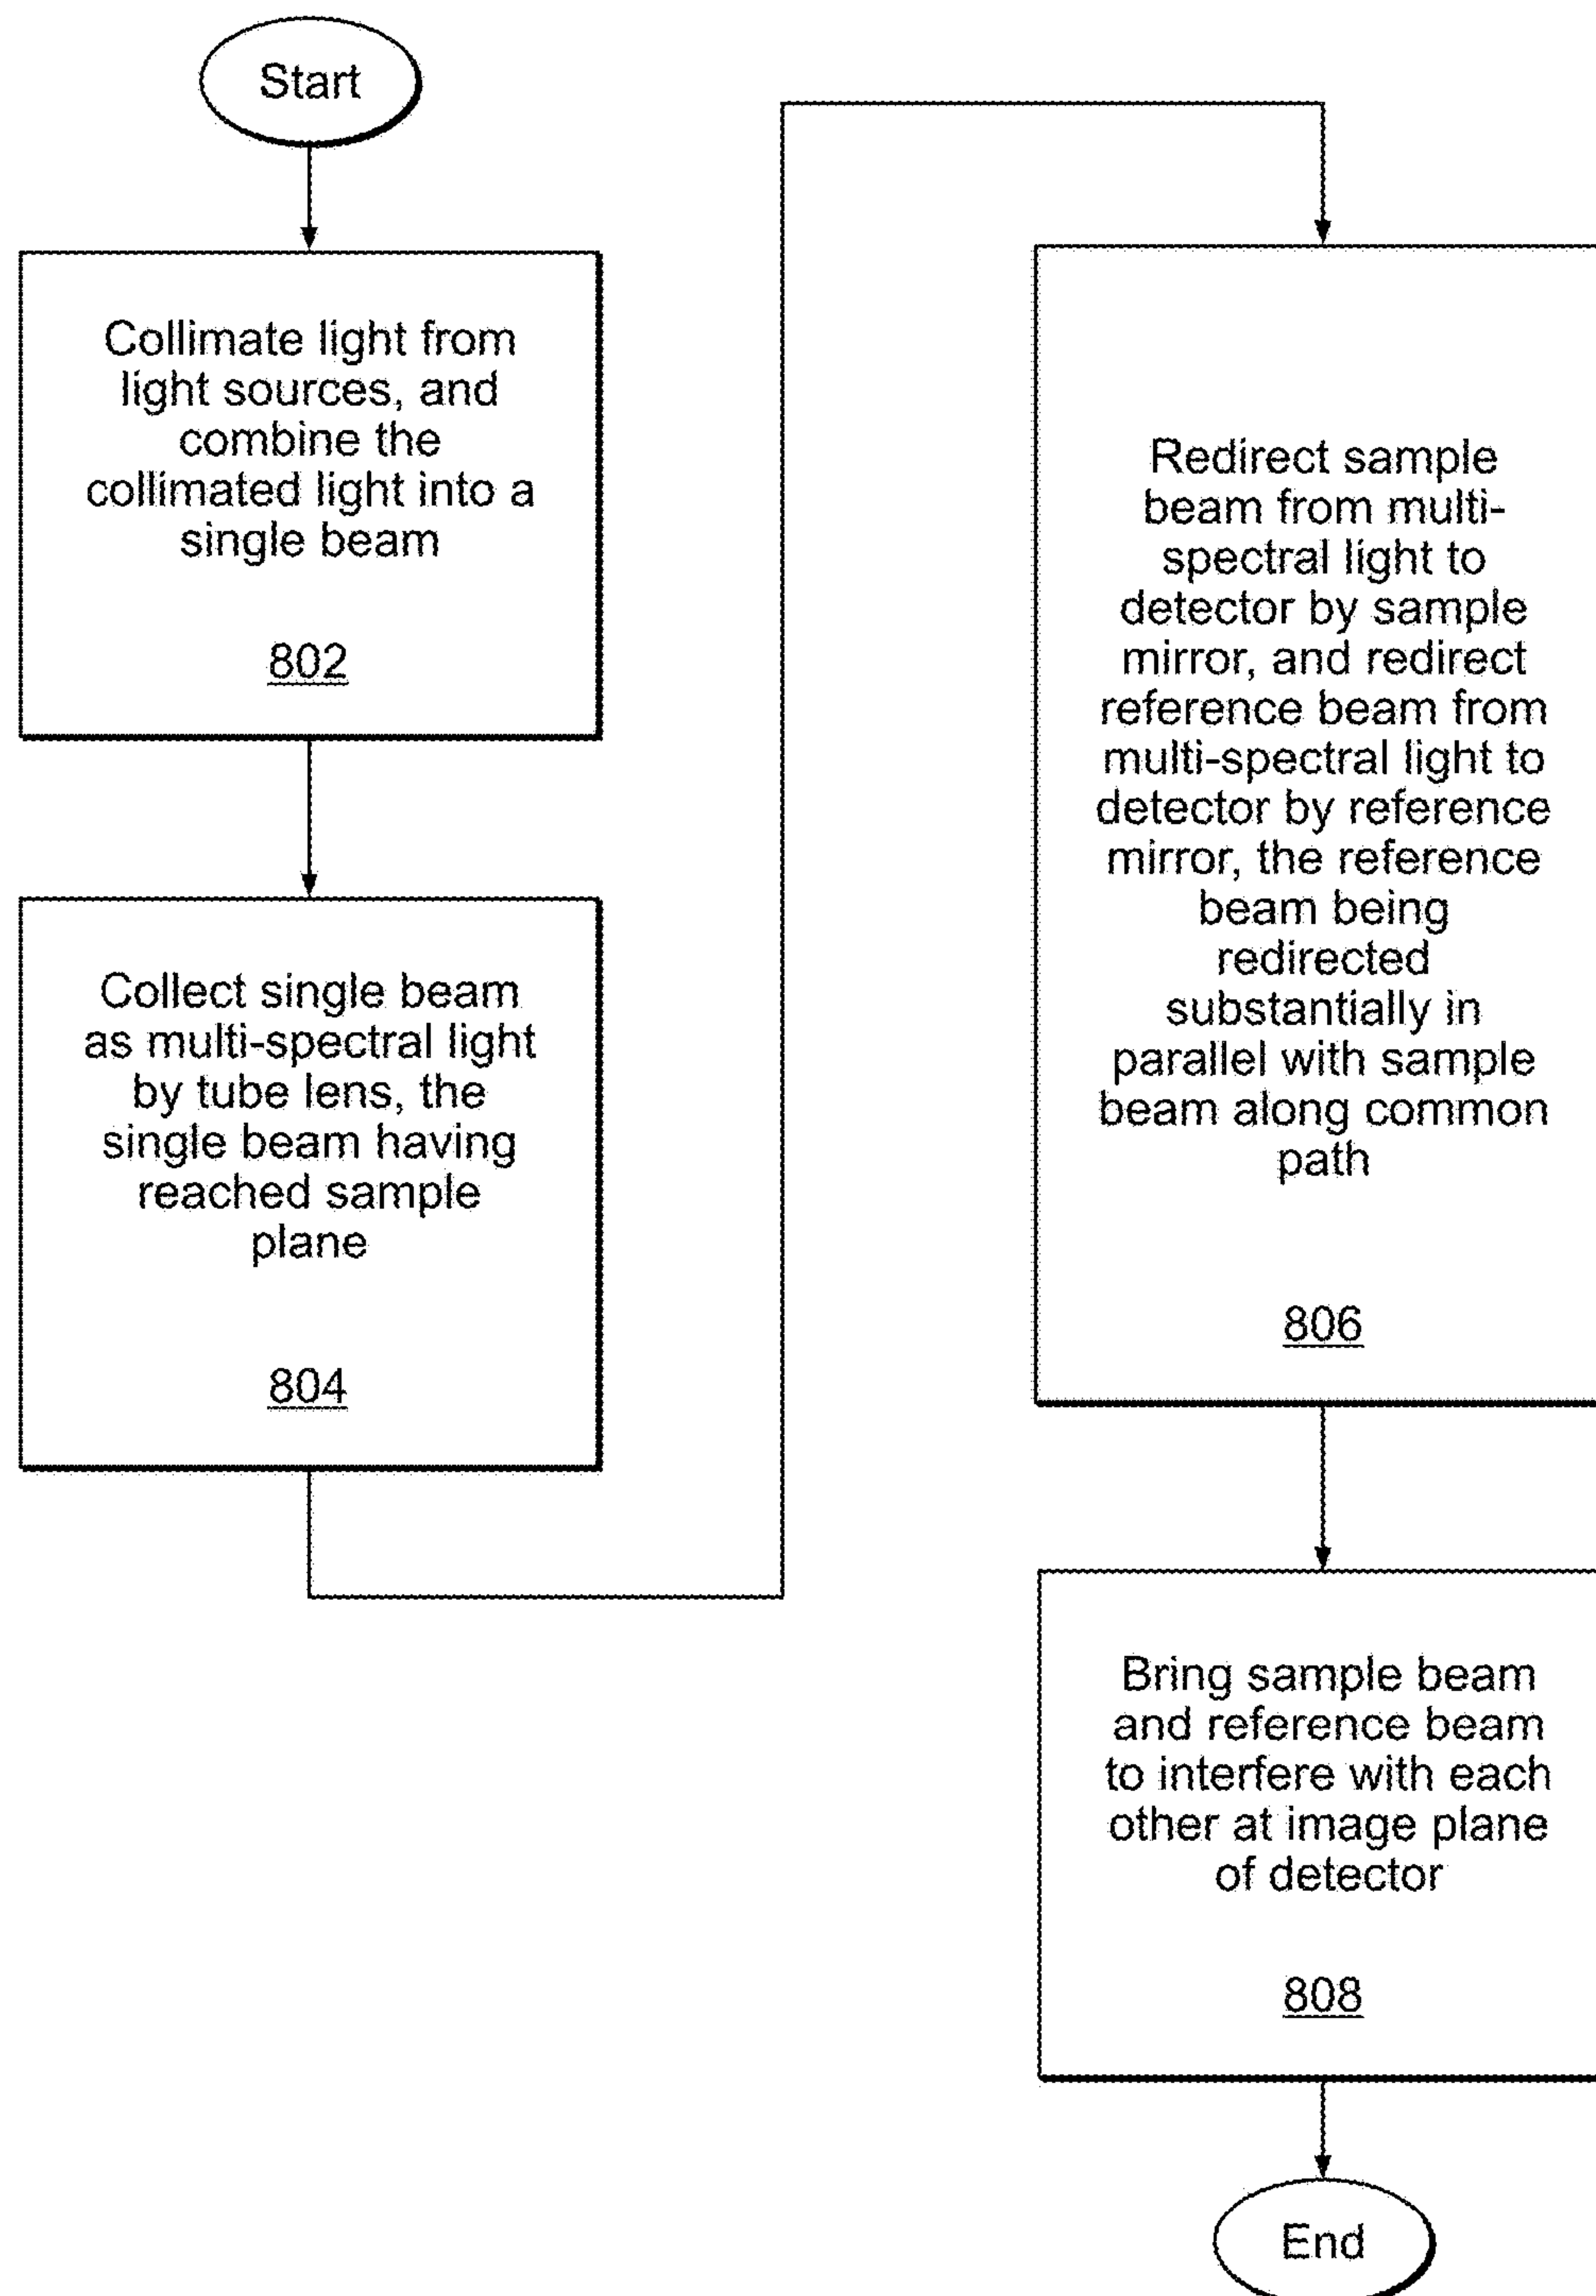 Start
Collimate light from
light sources, and
combine the
collimated light into a
single beam
802
Collect single beam
as multi-spectral light
by tube lens, the
single beam having
reached sample
plane
804
Redirect sample
beam from multi-
spectral light to
detector by sample
mirror, and redirect
reference beam from
multi-spectral light to
detector by reference
mirror, the reference
beam being
redirected
substantially in
parallel with sample
beam along common
path
806
Bring sample beam
and reference beam
to interfere with each
other at image plane
of detector
808
End